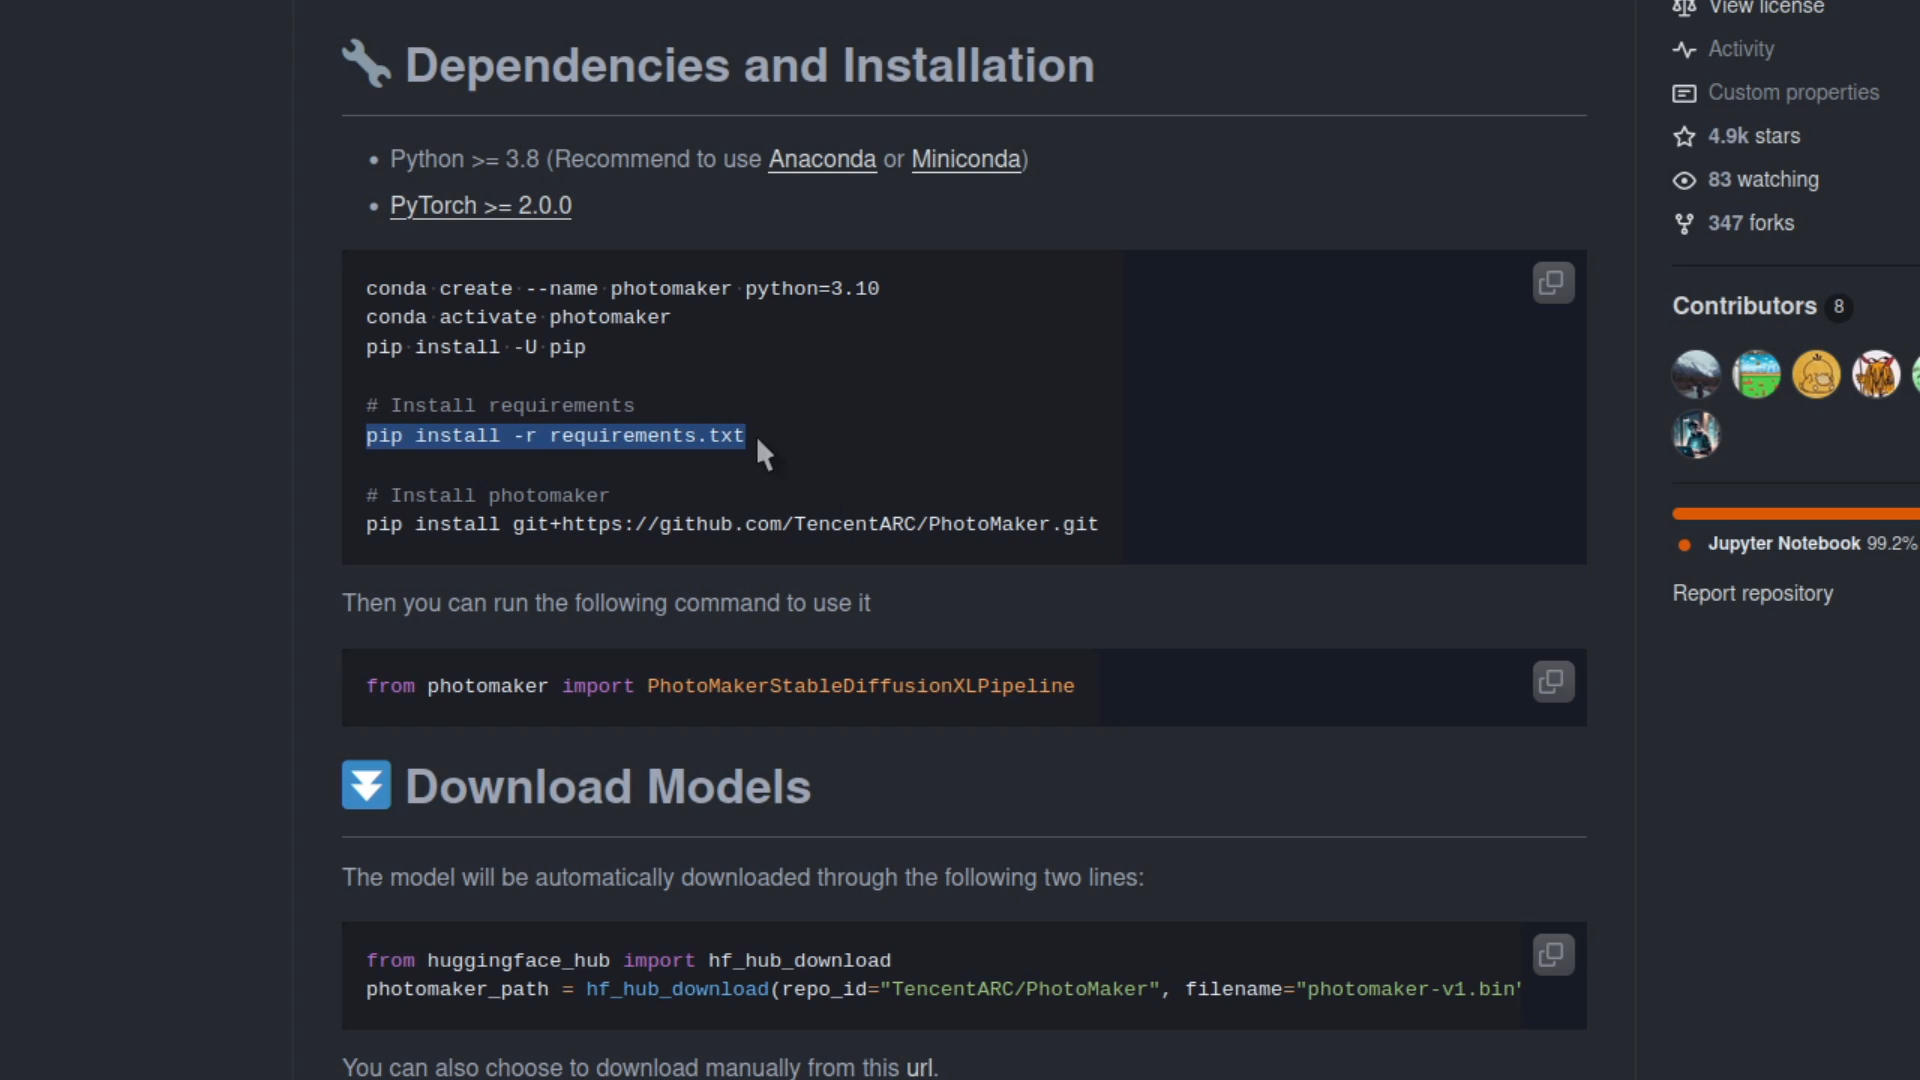 Dependencies and Installation
• Python >= 3.8 (Recommend to use Anaconda or Miniconda)
• PyTorch >= 2.0.0
conda create --name photomaker python=3.10
conda activate photomaker
pip install -U pip
# Install requirements
pip install -r requirements.txt
# Install photomaker
pip install git+https://github.com/TencentARC/PhotoMaker.git
Then you can run the following command to use it
from photomaker import PhotoMakerStableDiffusionXLPipeline
Download Models
The model will be automatically downloaded through the following two lines:
from huggingface_hub import hf_hub_download
photomaker_path = hf_hub_download(repo_id="TencentARC/PhotoMaker", filename="photomaker-v1.bin"
You can also choose to download manually from this url.
View license
Activity
Custom properties
4.9k stars
83 watching
347 forks
Contributors 8
Jupyter Notebook 99.2%
Report repository